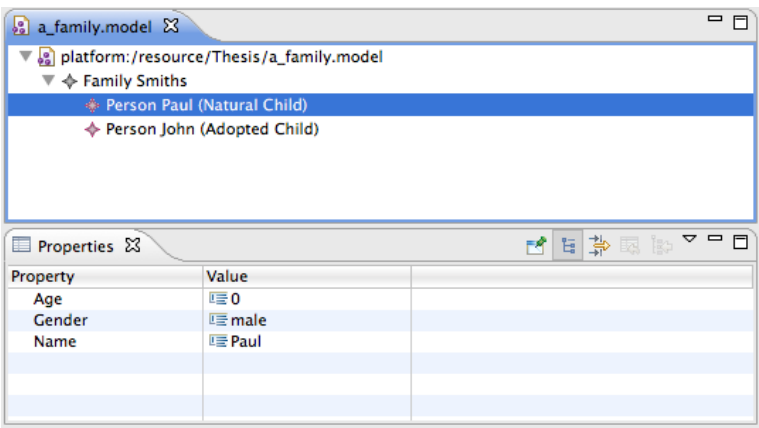 a_family.model
platform:/resource/Thesis/a_family.model
Family Smiths
Person Paul (Natural Child)
Person John (Adopted Child)
Properties
Property Value
Age 0
Gender male
Name Paul